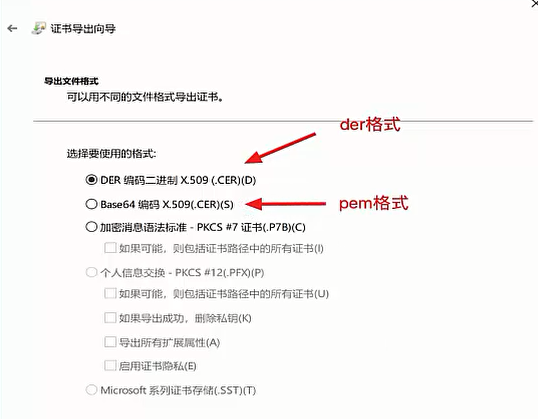 证书导出向导
导出文件格式
可以用不同的文件格式导出证书。
der格式
选择要使用的格式:
DER 编码二进制 X.509 (.CER)(D)
Base64 编码 X.509(.CER)(S)
pem格式
加密消息语法标准 - PKCS #7 证书(.P7B)(C)
如果可能，则包括证书路径中的所有证书(I)
个人信息交换 - PKCS #12(.PFX)(P)
如果可能，则包括证书路径中的所有证书(U)
如果导出成功，删除私钥(K)
导出所有扩展属性(A)
启用证书隐私(E)
Microsoft 系列证书存储(.SST)(T)